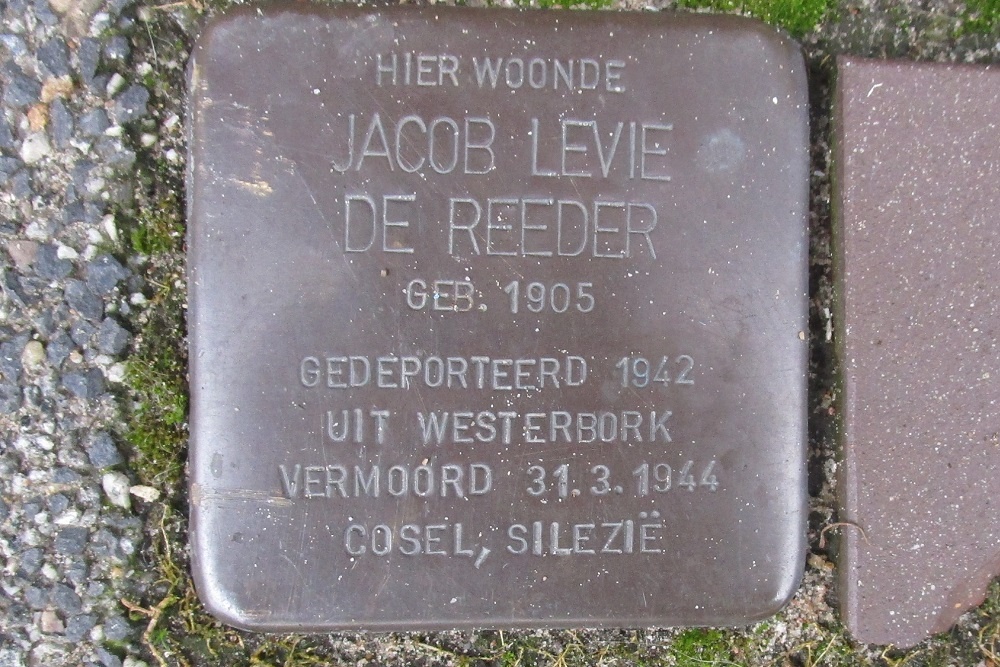 HIER WOONDE
JACOB LEVIE
DE REEDER
GEB. 1905
GEDEPORTEERD 1942
UIT WESTERBORK
VERMOORD 31.3.1944
COSEL, SILEZIË